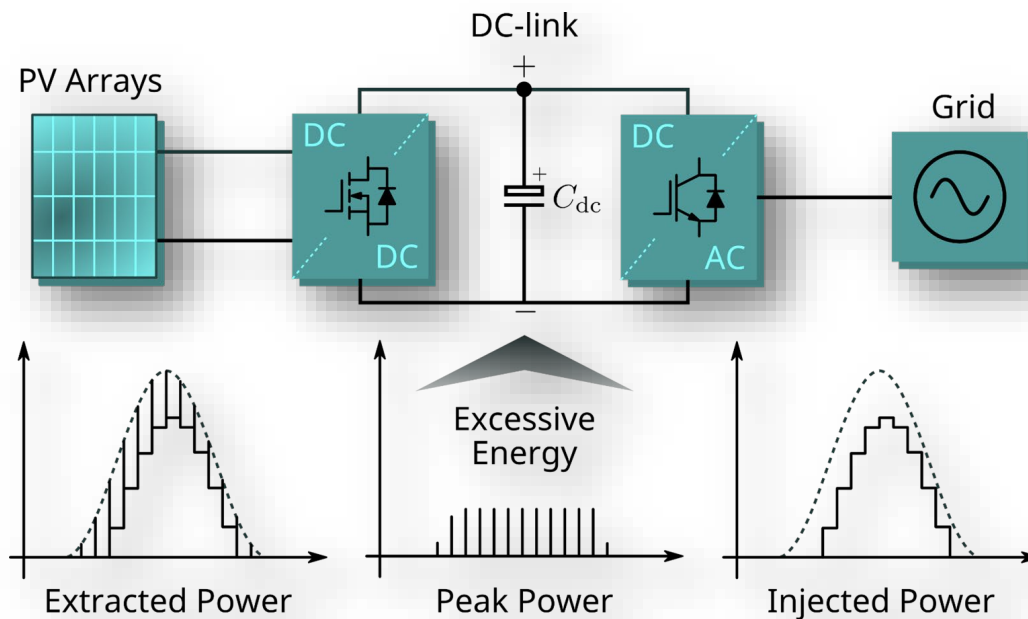 DC-link
+
PV Arrays
Grid
DC
DC
DC
AC
+
C_dc
−
Excessive
Energy
Extracted Power
Peak Power
Injected Power